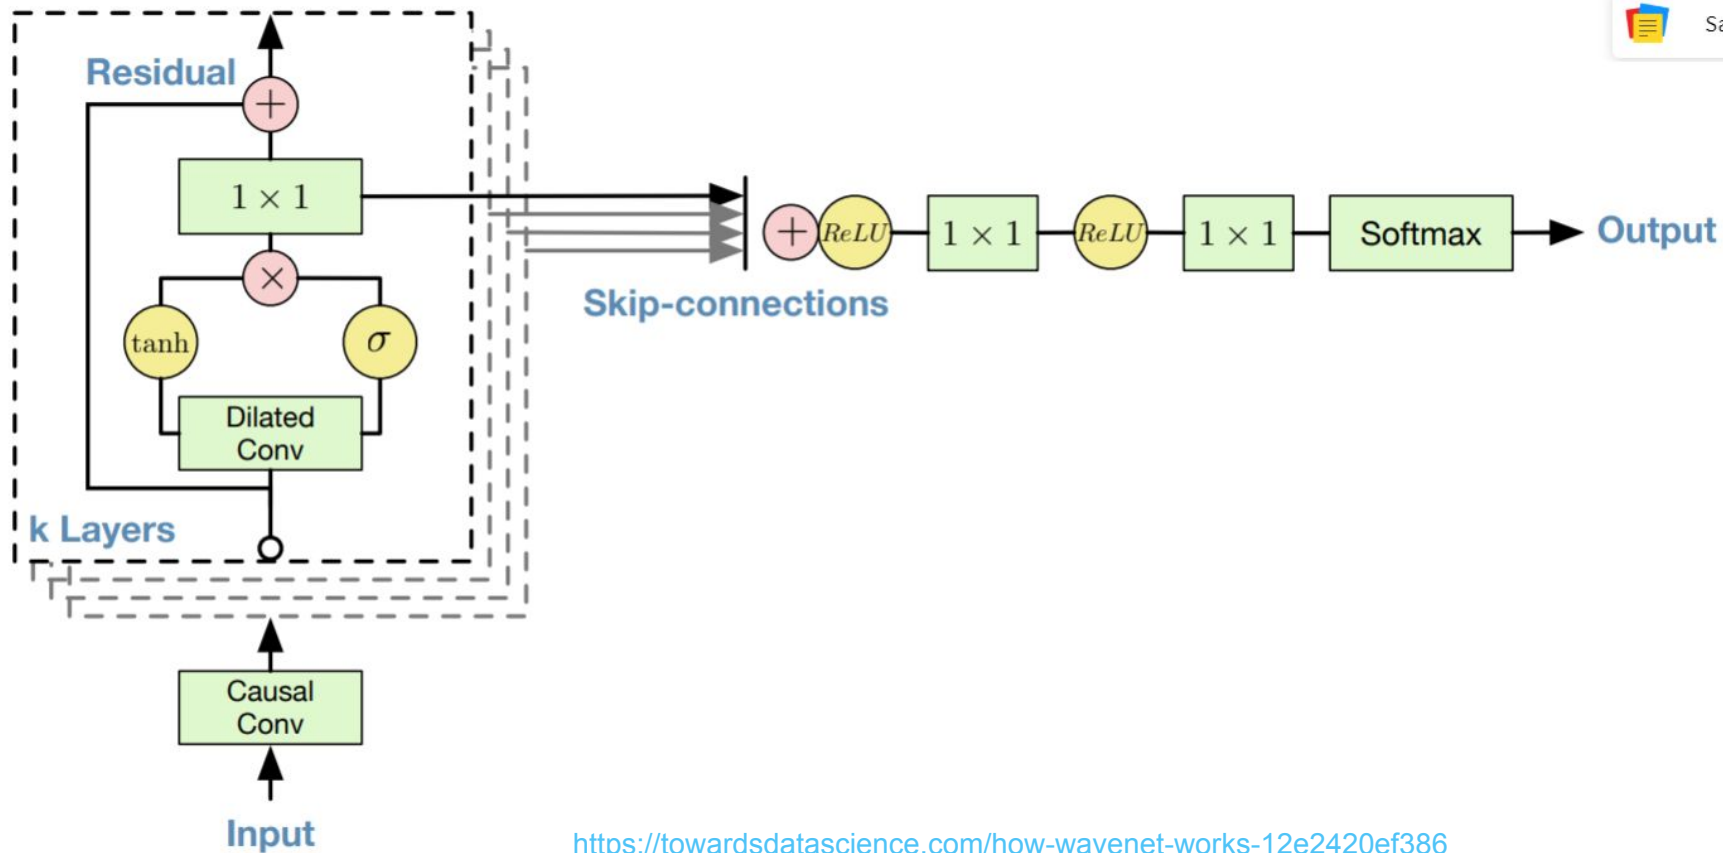 Sa
Residual
+
1 × 1
×
tanh
σ
Dilated
Conv
k Layers
Causal
Conv
Input
+
ReLU
1 × 1
ReLU
1 × 1
Softmax
Output
Skip-connections
https://towardsdatascience.com/how-wavenet-works-12e2420ef386